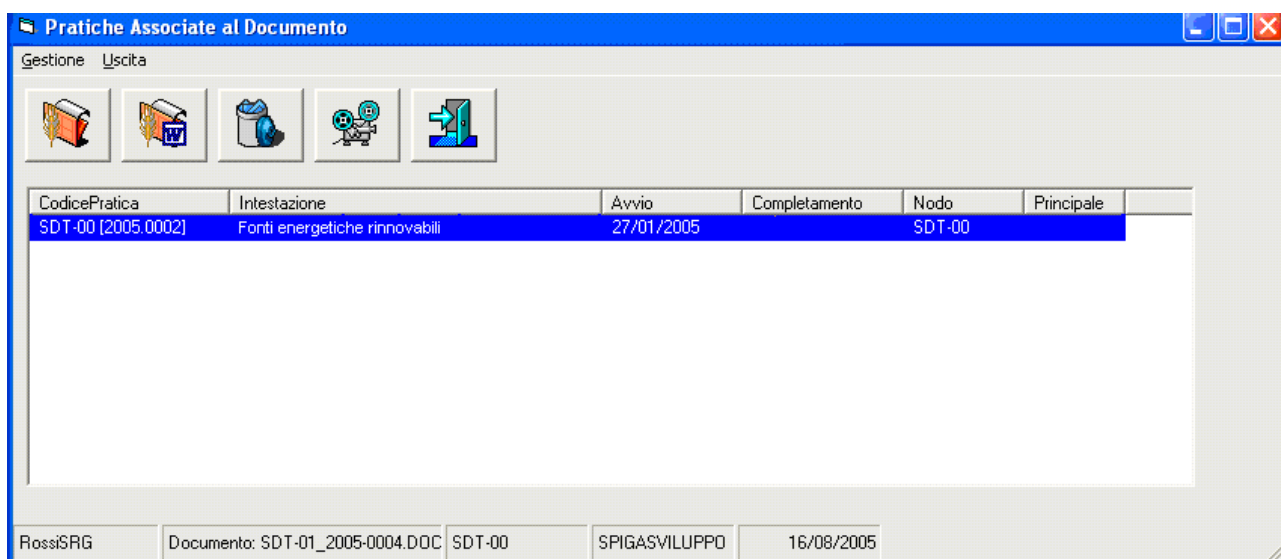 Pratiche Associate al Documento
Gestione Uscita
W
CodicePratica Intestazione Avvio Completamento Nodo Principale
SDT-00 [2005.0002] Fonti energetiche rinnovabili 27/01/2005 SDT-00
RossiSRG Documento: SDT-01_2005-0004.DOC SDT-00 SPIGASVILUPPO 16/08/2005